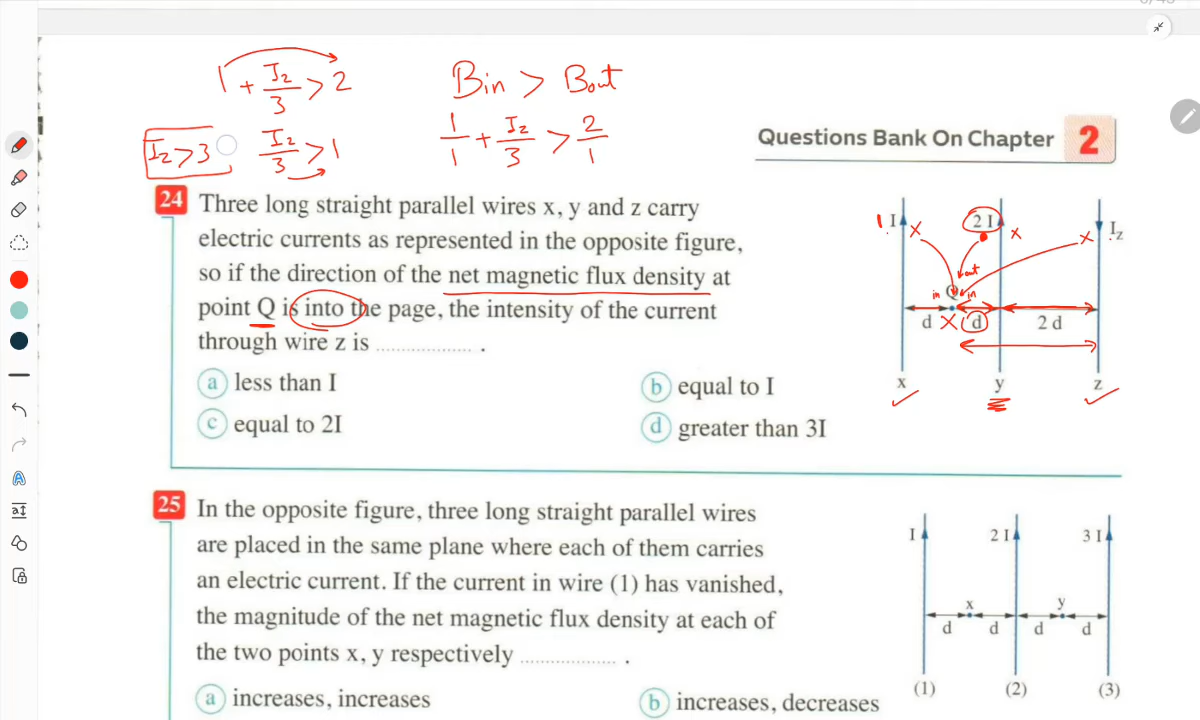 1 + I₂/3 > 2
Bin > Bout
I₂ > 3
I₂/3 > 1
1/1 + I₂/3 > 2/1
Questions Bank On Chapter 2
24 Three long straight parallel wires x, y and z carry
electric currents as represented in the opposite figure,
so if the direction of the net magnetic flux density at
point Q is into the page, the intensity of the current
through wire z is .................... .
a less than I
b equal to I
c equal to 2I
d greater than 3I
1 I
x
2 I
x
x
I_z
out
in
Q
in
d
x
d
2 d
x
y
z
25 In the opposite figure, three long straight parallel wires
are placed in the same plane where each of them carries
an electric current. If the current in wire (1) has vanished,
the magnitude of the net magnetic flux density at each of
the two points x, y respectively .................... .
a increases, increases
b increases, decreases
I
2 I
3 I
x
y
d
d
d
d
(1)
(2)
(3)